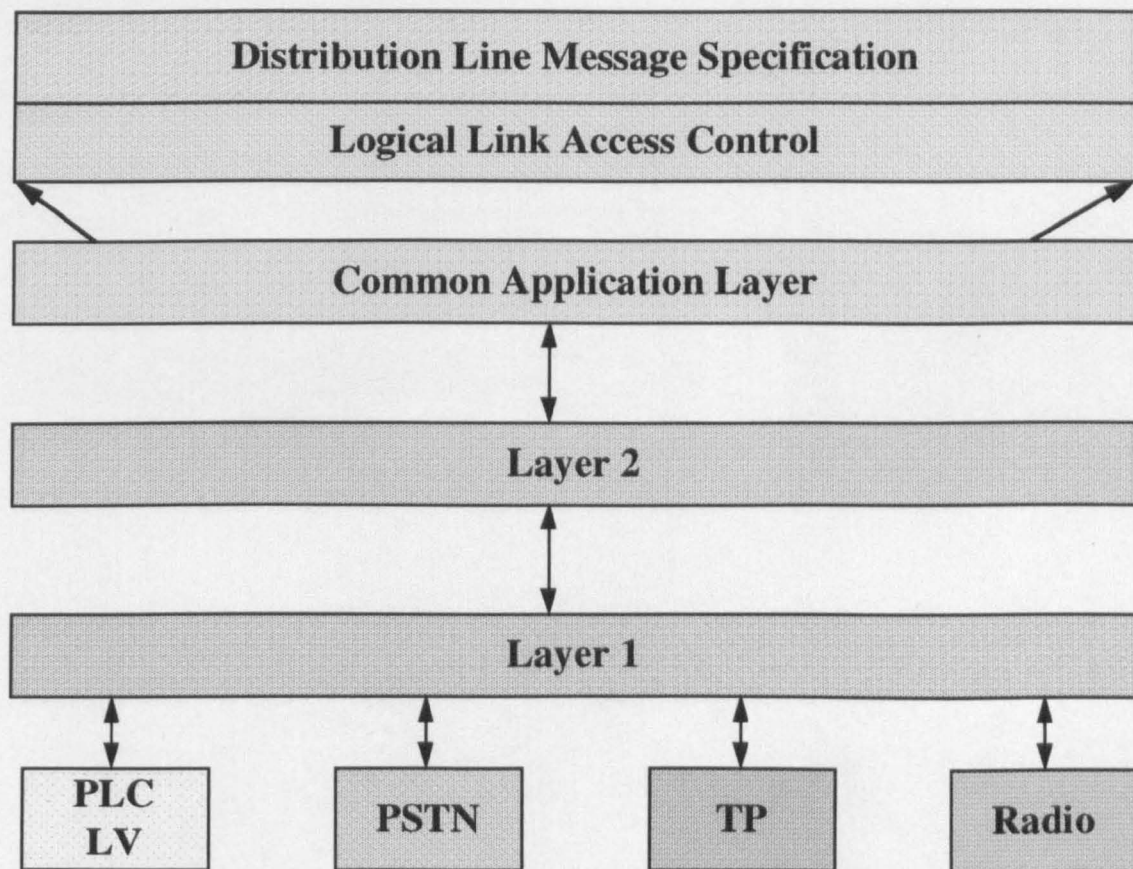 Distribution Line Message Specification
Logical Link Access Control
Common Application Layer
Layer 2
Layer 1
PLC
LV
PSTN
TP
Radio